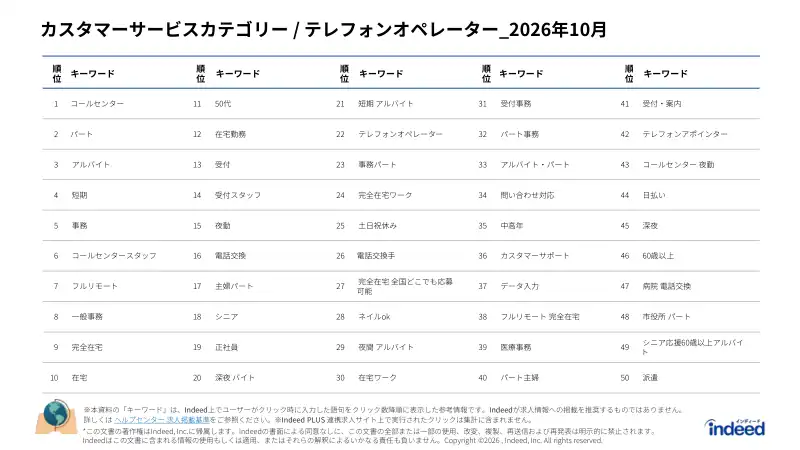 カスタマーサービスカテゴリー / テレフォンオペレーター_2026年10月
順位 キーワード 順位 キーワード 順位 キーワード 順位 キーワード 順位 キーワード
1 コールセンター 11 50代 21 短期 アルバイト 31 受付事務 41 受付・案内
2 パート 12 在宅勤務 22 テレフォンオペレーター 32 パート事務 42 テレフォンアポインター
3 アルバイト 13 受付 23 事務パート 33 アルバイト・パート 43 コールセンター 夜勤
4 短期 14 受付スタッフ 24 完全在宅ワーク 34 問い合わせ対応 44 日払い
5 事務 15 夜勤 25 土日祝休み 35 中高年 45 深夜
6 コールセンタースタッフ 16 電話交換 26 電話交換手 36 カスタマーサポート 46 60歳以上
7 フルリモート 17 主婦パート 27 完全在宅 全国どこでも応募可能 37 データ入力 47 病院 電話交換
8 一般事務 18 シニア 28 ネイルok 38 フルリモート 完全在宅 48 市役所 パート
9 完全在宅 19 正社員 29 夜間 アルバイト 39 医療事務 49 シニア応援60歳以上アルバイト
10 在宅 20 深夜 バイト 30 在宅ワーク 40 パート主婦 50 派遣
※本資料の「キーワード」は、Indeed上でユーザーがクリック時に入力した語句をクリック数降順に表示した参考情報です。Indeedが求人情報への掲載を推奨するものではありません。
詳しくは ヘルプセンター 求人掲載基準をご参照ください。※Indeed PLUS 連携求人サイト上で実行されたクリックは集計に含まれません。
*この文書の著作権はIndeed, Inc.に帰属します。Indeedの書面による同意なしに、この文書の全部または一部の使用、改変、複製、再送信および再発表は明示的に禁止されます。
Indeedはこの文書に含まれる情報の使用もしくは適用、またはそれらの解釈によるいかなる責任も負いません。Copyright ©2026 , Indeed, Inc. All rights reserved.
インディード
indeed